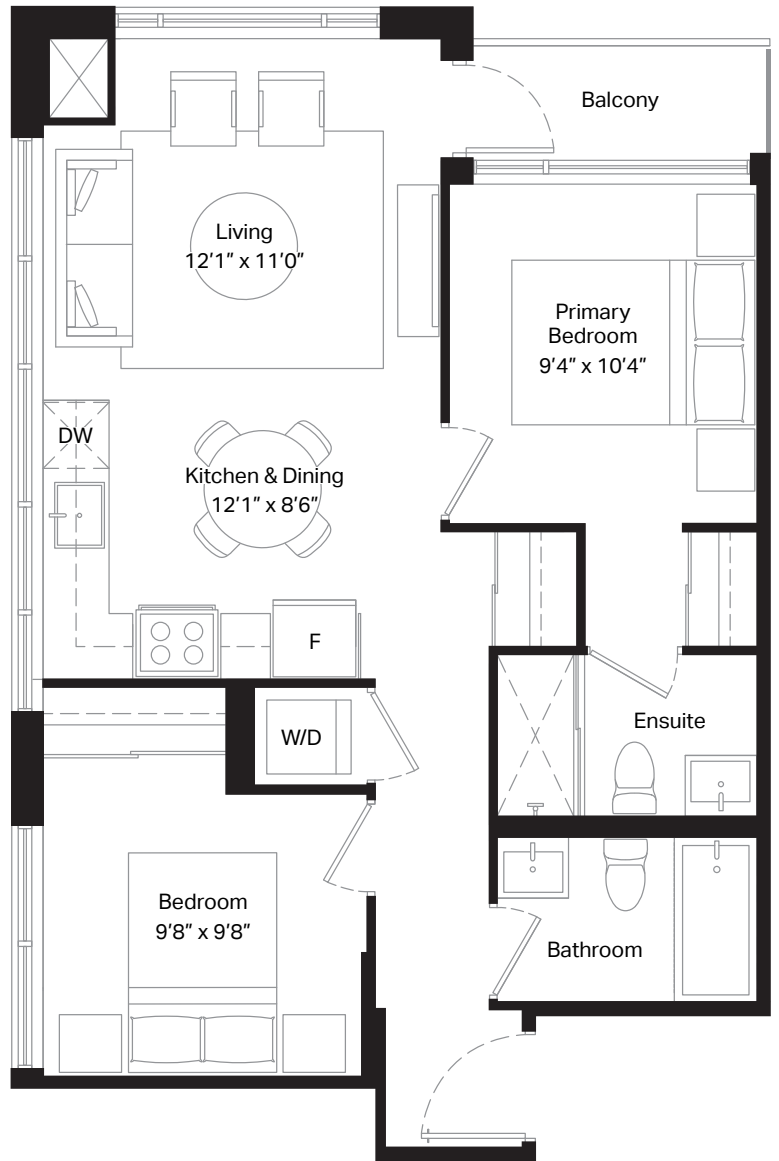 Balcony
Living
12'1" x 11'0"
Primary
Bedroom
9'4" x 10'4"
DW
Kitchen & Dining
12'1" x 8'6"
F
W/D
Ensuite
Bedroom
9'8" x 9'8"
Bathroom